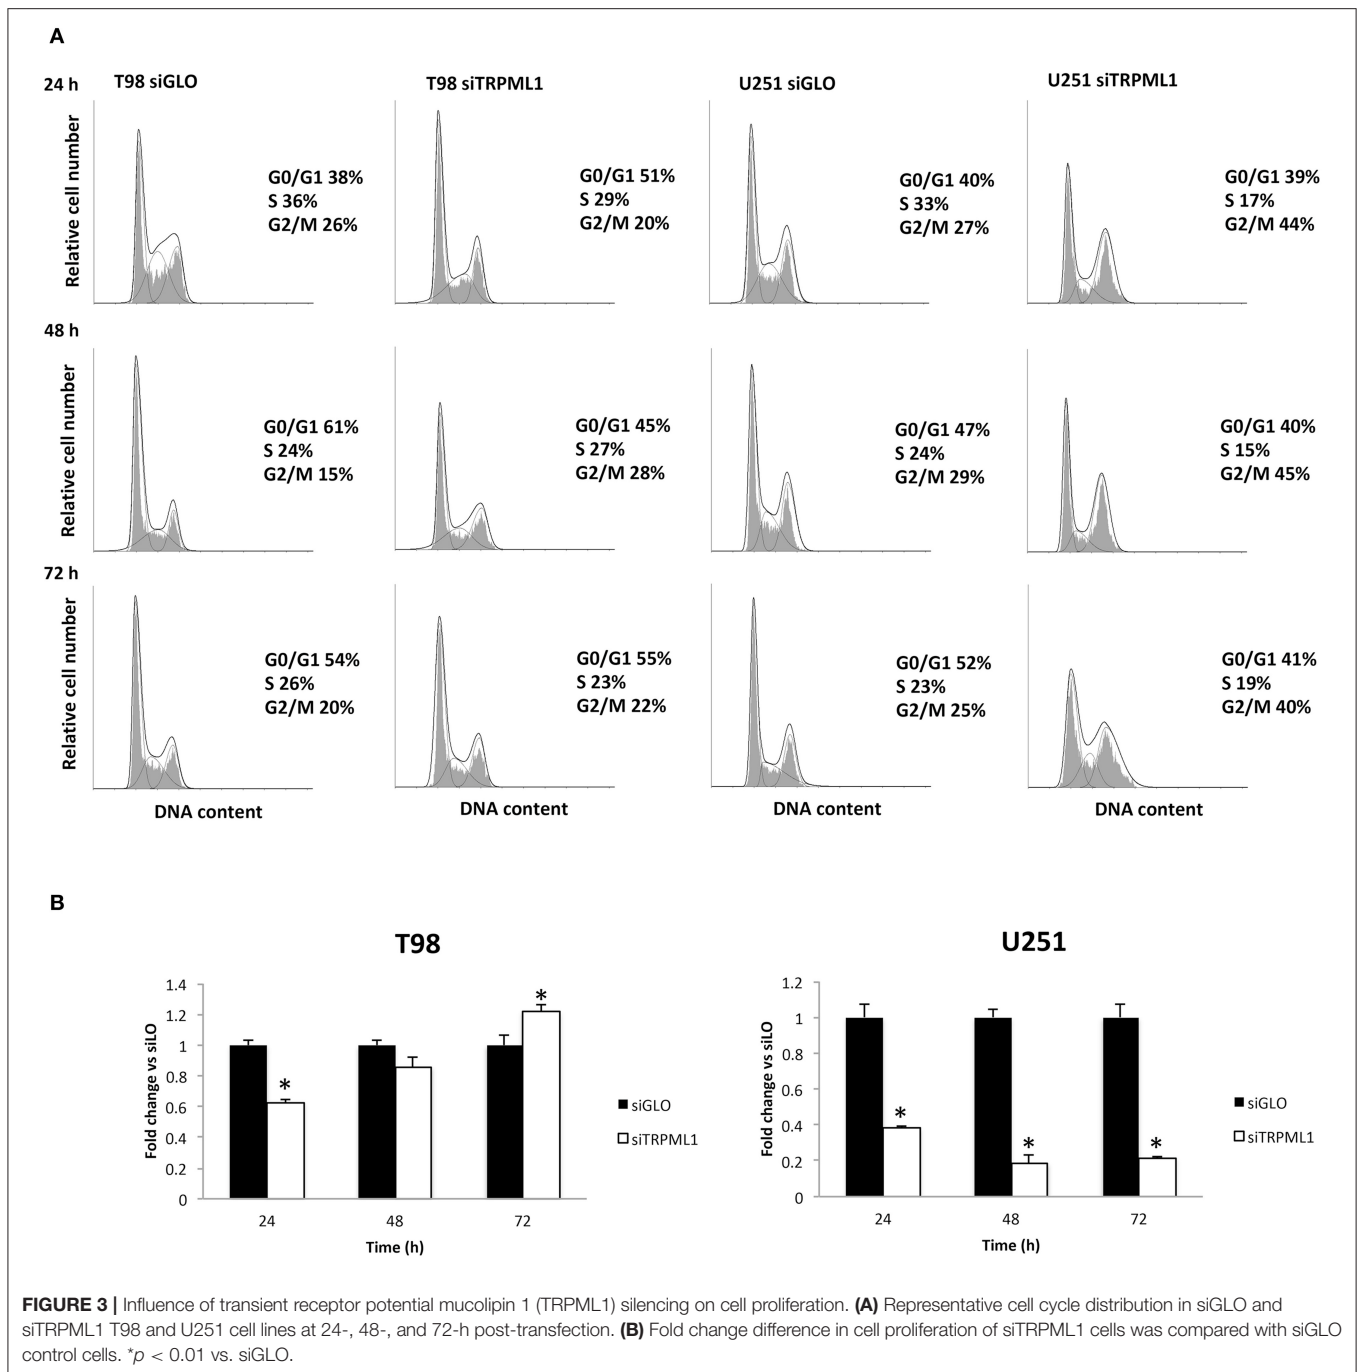 A
24 h
T98 siGLO
T98 siTRPML1
U251 siGLO
U251 siTRPML1
Relative cell number
G0/G1 38%
S 36%
G2/M 26%
G0/G1 51%
S 29%
G2/M 20%
G0/G1 40%
S 33%
G2/M 27%
G0/G1 39%
S 17%
G2/M 44%
48 h
Relative cell number
G0/G1 61%
S 24%
G2/M 15%
G0/G1 45%
S 27%
G2/M 28%
G0/G1 47%
S 24%
G2/M 29%
G0/G1 40%
S 15%
G2/M 45%
72 h
Relative cell number
G0/G1 54%
S 26%
G2/M 20%
G0/G1 55%
S 23%
G2/M 22%
G0/G1 52%
S 23%
G2/M 25%
G0/G1 41%
S 19%
G2/M 40%
DNA content
DNA content
DNA content
DNA content
B
T98
Fold change vs siLO
1.4
1.2
1
0.8
0.6
0.4
0.2
0
*
*
24
48
72
Time (h)
siGLO
siTRPML1
U251
Fold change vs siLO
1.2
1
0.8
0.6
0.4
0.2
0
*
*
*
24
48
72
Time (h)
siGLO
siTRPML1
FIGURE 3 | Influence of transient receptor potential mucolipin 1 (TRPML1) silencing on cell proliferation. (A) Representative cell cycle distribution in siGLO and
siTRPML1 T98 and U251 cell lines at 24-, 48-, and 72-h post-transfection. (B) Fold change difference in cell proliferation of siTRPML1 cells was compared with siGLO
control cells. *p < 0.01 vs. siGLO.